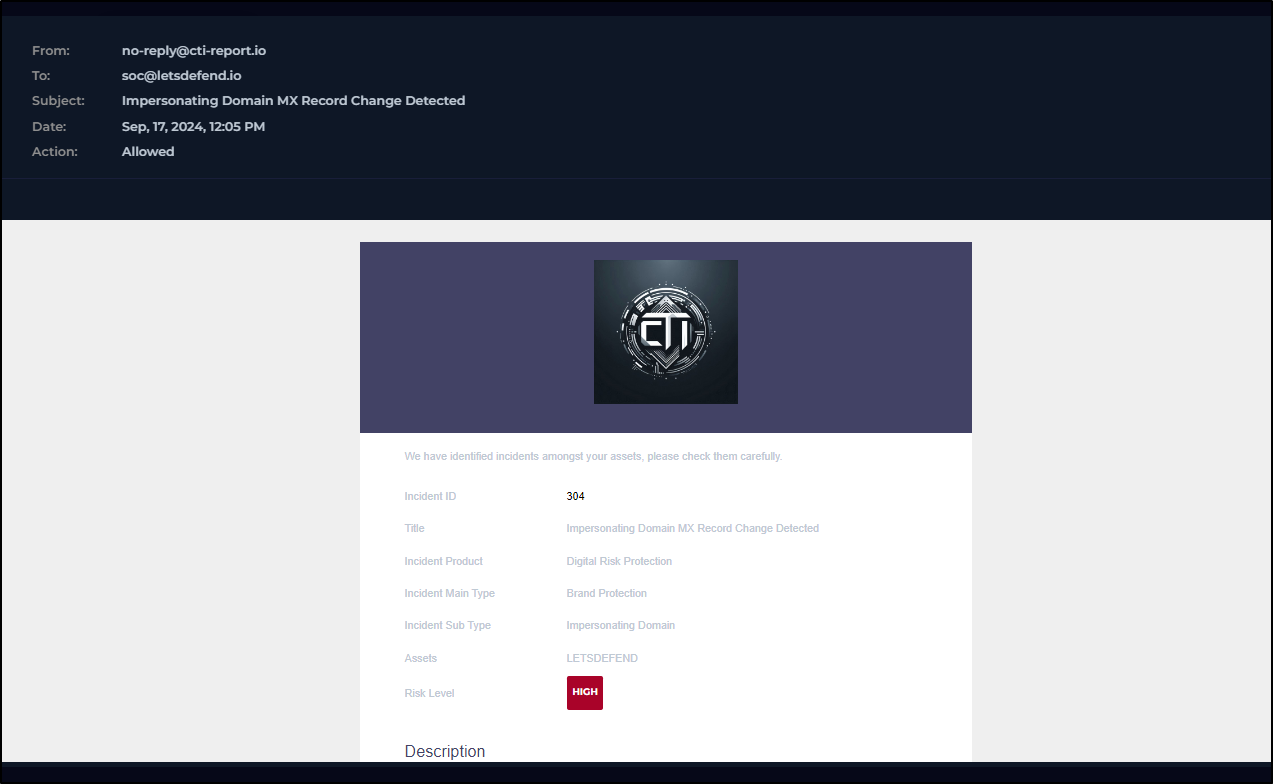 From: no-reply@cti-report.io
To: soc@letsdefend.io
Subject: Impersonating Domain MX Record Change Detected
Date: Sep, 17, 2024, 12:05 PM
Action: Allowed
CTI
We have identified incidents amongst your assets, please check them carefully.
Incident ID 304
Title Impersonating Domain MX Record Change Detected
Incident Product Digital Risk Protection
Incident Main Type Brand Protection
Incident Sub Type Impersonating Domain
Assets LETSDEFEND
Risk Level HIGH
Description